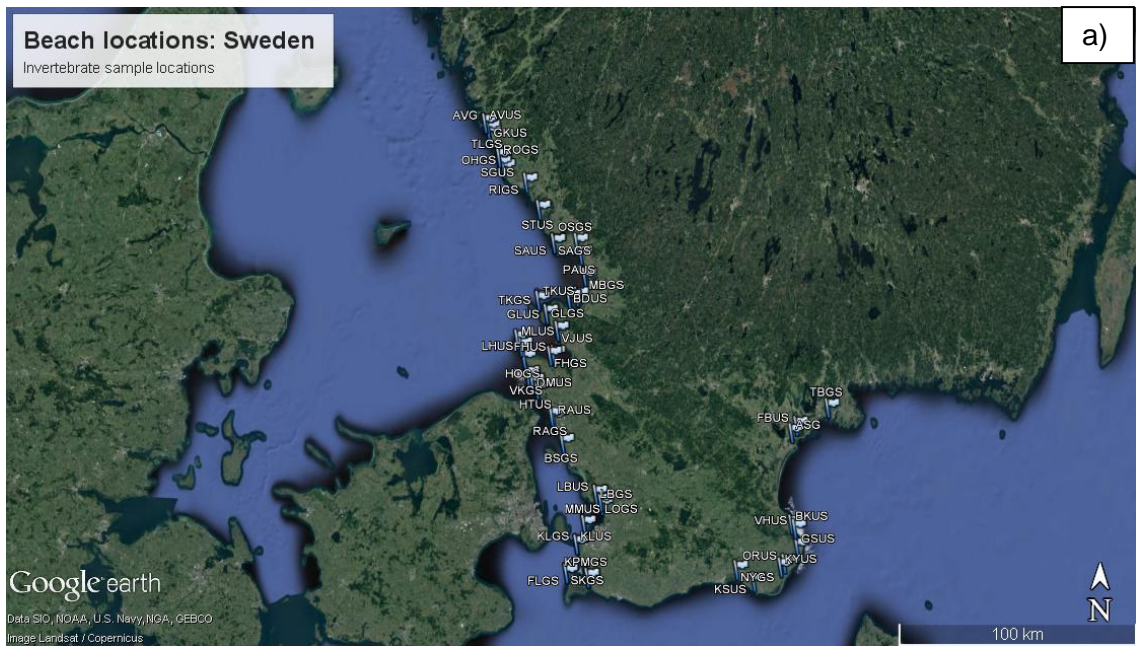 Beach locations: Sweden
Invertebrate sample locations
a)
AVG AVUS
GKUS
TLGS ROGS
OHGS
SGUS
RIGS
STUS OSGS
SAUS SAGS
PAUS
MBGS
TKUS
TKGS BDUS
GLUS GLGS
MLUS
VJUS
LHUS FHUS
FHGS
HOGS
DMUS
VKGS
HTUS RAUS
RAGS
BSGS
TBGS
FBUS ASG
LBUS LBGS
MMUS LOGS
VHUS BKUS
KLGS KLUS
GSUS
ORUS KYUS
KPMGS
FLGS SKGS
NYGS
KSUS
Google earth
Data SIO, NOAA, U.S. Navy, NGA, GEBCO
Image Landsat / Copernicus
N
100 km